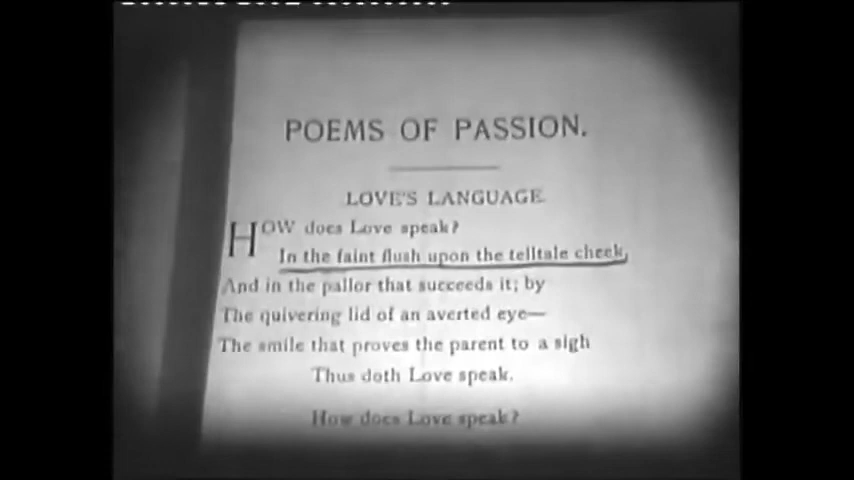 POEMS OF PASSION.
LOVE'S LANGUAGE.
HOW does Love speak?
In the faint flush upon the telltale cheek,
And in the pallor that succeeds it; by
The quivering lid of an averted eye—
The smile that proves the parent to a sigh
Thus doth Love speak.
How does Love speak?